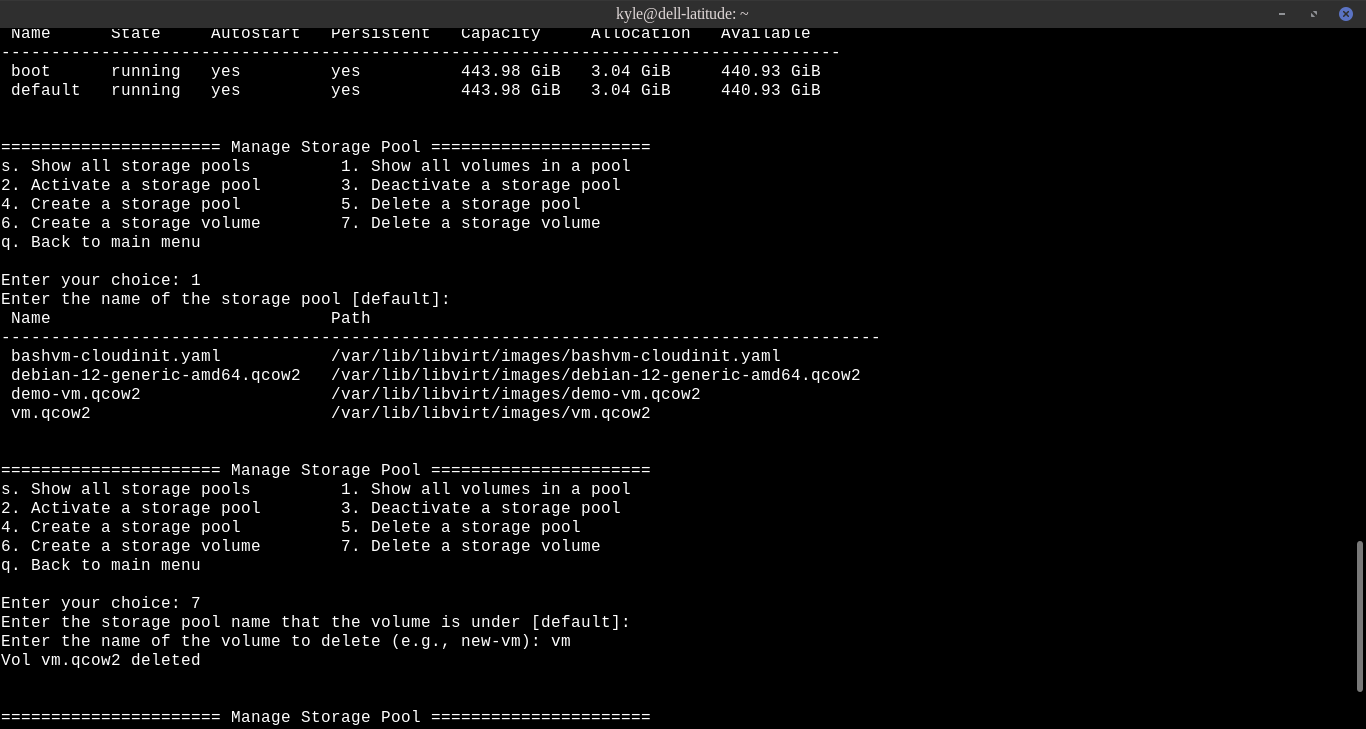 kyle@dell-latitude: ~
 Name      State     Autostart   Persistent   Capacity     Allocation   Available
------------------------------------------------------------------------------------
 boot      running   yes         yes          443.98 GiB   3.04 GiB     440.93 GiB
 default   running   yes         yes          443.98 GiB   3.04 GiB     440.93 GiB

====================== Manage Storage Pool ======================
s. Show all storage pools         1. Show all volumes in a pool
2. Activate a storage pool        3. Deactivate a storage pool
4. Create a storage pool          5. Delete a storage pool
6. Create a storage volume        7. Delete a storage volume
q. Back to main menu

Enter your choice: 1
Enter the name of the storage pool [default]:
 Name                            Path
----------------------------------------------------------------------------------------
 bashvm-cloudinit.yaml           /var/lib/libvirt/images/bashvm-cloudinit.yaml
 debian-12-generic-amd64.qcow2   /var/lib/libvirt/images/debian-12-generic-amd64.qcow2
 demo-vm.qcow2                   /var/lib/libvirt/images/demo-vm.qcow2
 vm.qcow2                        /var/lib/libvirt/images/vm.qcow2

====================== Manage Storage Pool ======================
s. Show all storage pools         1. Show all volumes in a pool
2. Activate a storage pool        3. Deactivate a storage pool
4. Create a storage pool          5. Delete a storage pool
6. Create a storage volume        7. Delete a storage volume
q. Back to main menu

Enter your choice: 7
Enter the storage pool name that the volume is under [default]:
Enter the name of the volume to delete (e.g., new-vm): vm
Vol vm.qcow2 deleted

====================== Manage Storage Pool ======================